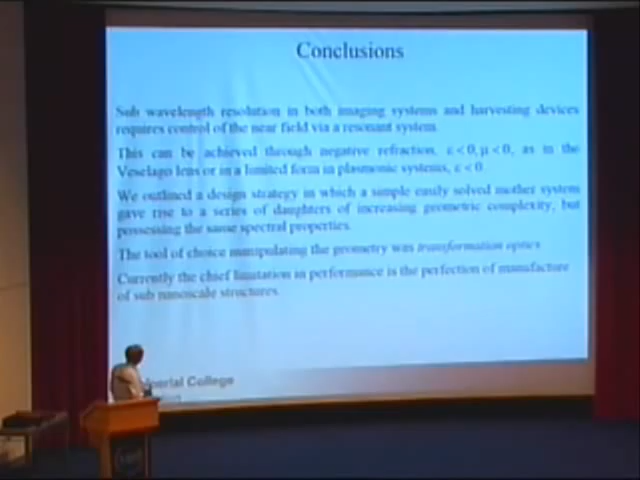 Conclusions
Sub wavelength resolution in both imaging systems and harvesting devices
requires control of the near field via a resonant system.
This can be achieved through negative refraction, ε < 0, μ < 0, as in the
Veselago lens or in a limited form in plasmonic systems, ε < 0.
We outlined a design strategy in which a simple easily solved mother system
gave rise to a series of daughters of increasing geometric complexity, but
possessing the same spectral properties.
The tool of choice manipulating the geometry was transformation optics
Currently the chief limitation in performance is the perfection of manufacture
of sub nanoscale structures.
perial College